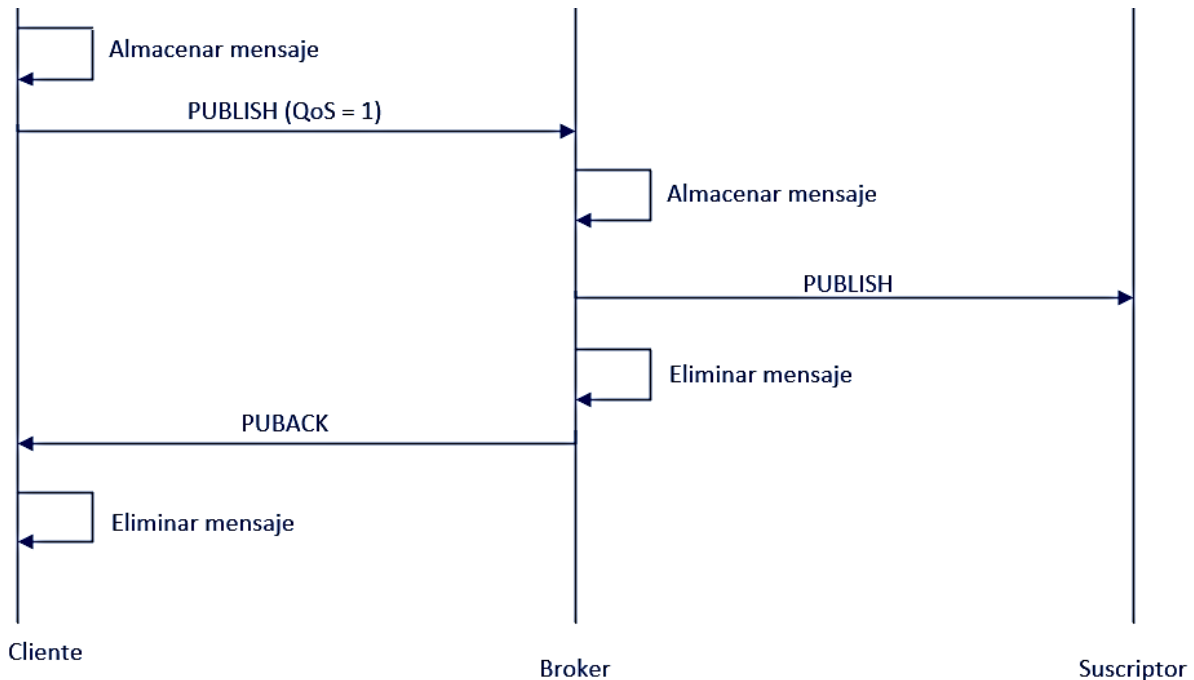 Almacenar mensaje
PUBLISH (QoS = 1)
Almacenar mensaje
PUBLISH
Eliminar mensaje
PUBACK
Eliminar mensaje
Cliente
Broker
Suscriptor